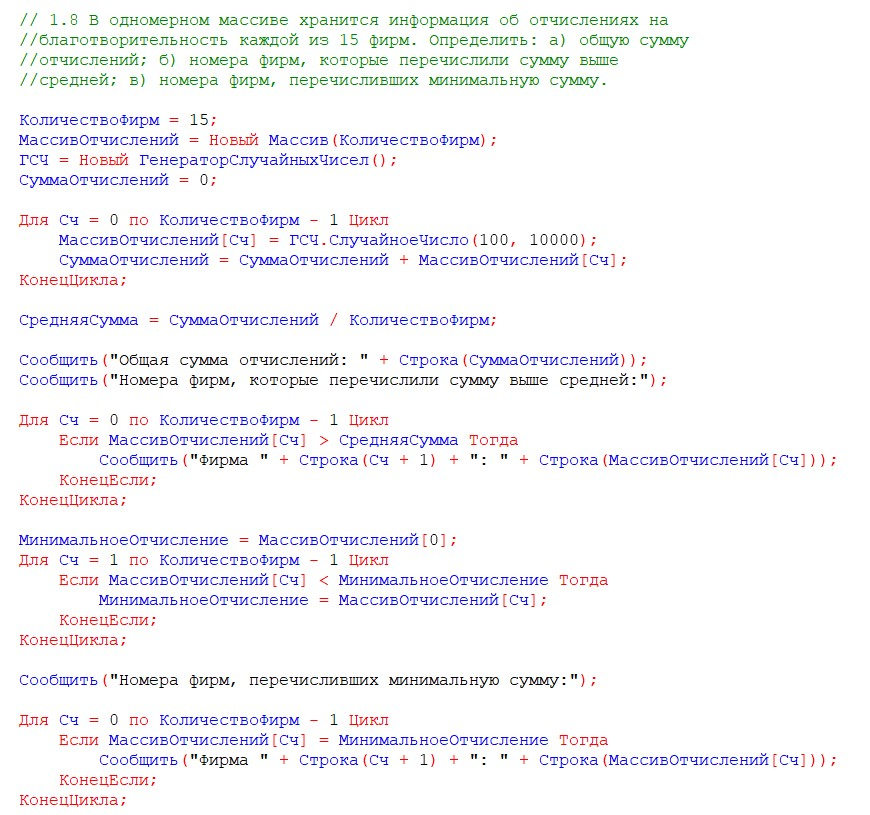 // 1.8 В одномерном массиве хранится информация об отчислениях на
//благотворительность каждой из 15 фирм. Определить: а) общую сумму
//отчислений; б) номера фирм, которые перечислили сумму выше
//средней; в) номера фирм, перечисливших минимальную сумму.
КоличествоФирм = 15;
МассивОтчислений = Новый Массив(КоличествоФирм);
ГСЧ = Новый ГенераторСлучайныхЧисел();
СуммаОтчислений = 0;
Для Сч = 0 по КоличествоФирм - 1 Цикл
    МассивОтчислений[Сч] = ГСЧ.СлучайноеЧисло(100, 10000);
    СуммаОтчислений = СуммаОтчислений + МассивОтчислений[Сч];
КонецЦикла;
СредняяСумма = СуммаОтчислений / КоличествоФирм;
Сообщить("Общая сумма отчислений: " + Строка(СуммаОтчислений));
Сообщить("Номера фирм, которые перечислили сумму выше средней:");
Для Сч = 0 по КоличествоФирм - 1 Цикл
    Если МассивОтчислений[Сч] > СредняяСумма Тогда
        Сообщить("Фирма " + Строка(Сч + 1) + ": " + Строка(МассивОтчислений[Сч]));
    КонецЕсли;
КонецЦикла;
МинимальноеОтчисление = МассивОтчислений[0];
Для Сч = 1 по КоличествоФирм - 1 Цикл
    Если МассивОтчислений[Сч] < МинимальноеОтчисление Тогда
        МинимальноеОтчисление = МассивОтчислений[Сч];
    КонецЕсли;
КонецЦикла;
Сообщить("Номера фирм, перечисливших минимальную сумму:");
Для Сч = 0 по КоличествоФирм - 1 Цикл
    Если МассивОтчислений[Сч] = МинимальноеОтчисление Тогда
        Сообщить("Фирма " + Строка(Сч + 1) + ": " + Строка(МассивОтчислений[Сч]));
    КонецЕсли;
КонецЦикла;